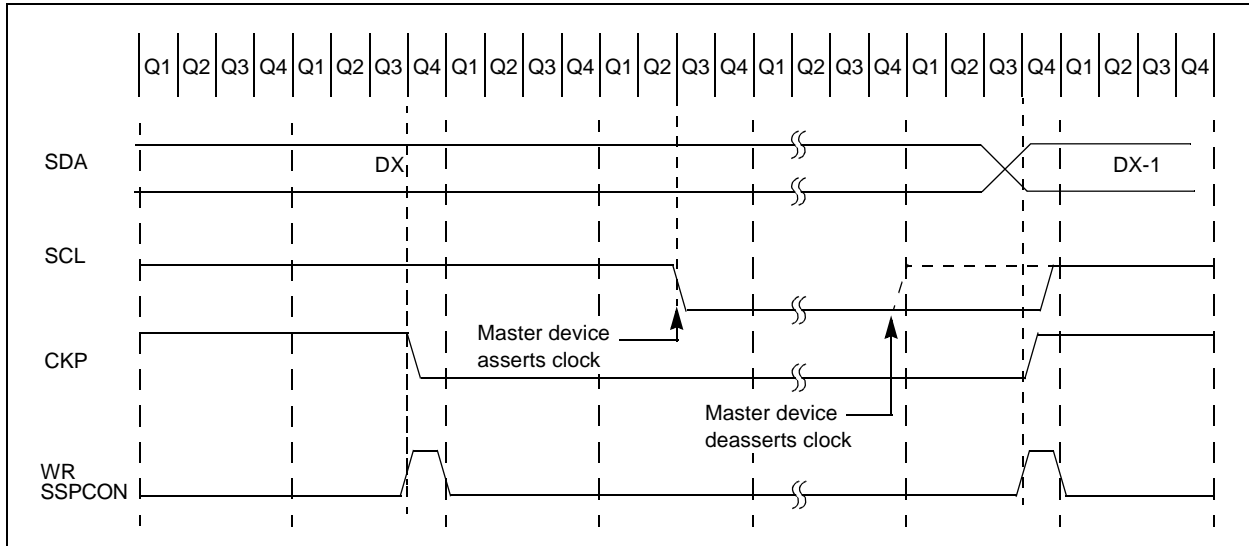 Q1 Q2 Q3 Q4 Q1 Q2 Q3 Q4 Q1 Q2 Q3 Q4 Q1 Q2 Q3 Q4 Q1 Q2 Q3 Q4 Q1 Q2 Q3 Q4 Q1 Q2 Q3 Q4
SDA
DX
DX-1
SCL
Master device
asserts clock
CKP
Master device
deasserts clock
WR
SSPCON